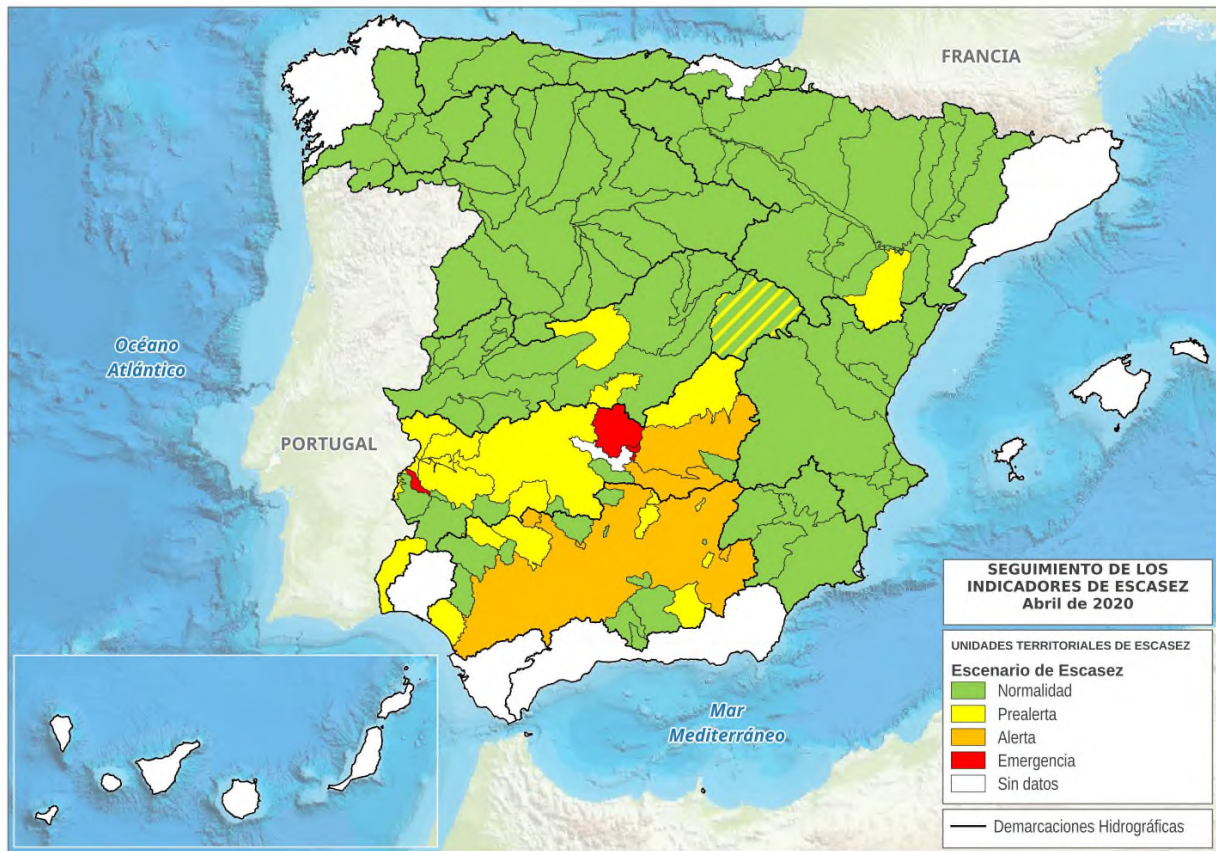 FRANCIA
Océano
Atlántico
PORTUGAL
Mar
Mediterráneo
SEGUIMIENTO DE LOS
INDICADORES DE ESCASEZ
Abril de 2020
UNIDADES TERRITORIALES DE ESCASEZ
Escenario de Escasez
Normalidad
Prealerta
Alerta
Emergencia
Sin datos
Demarcaciones Hidrográficas